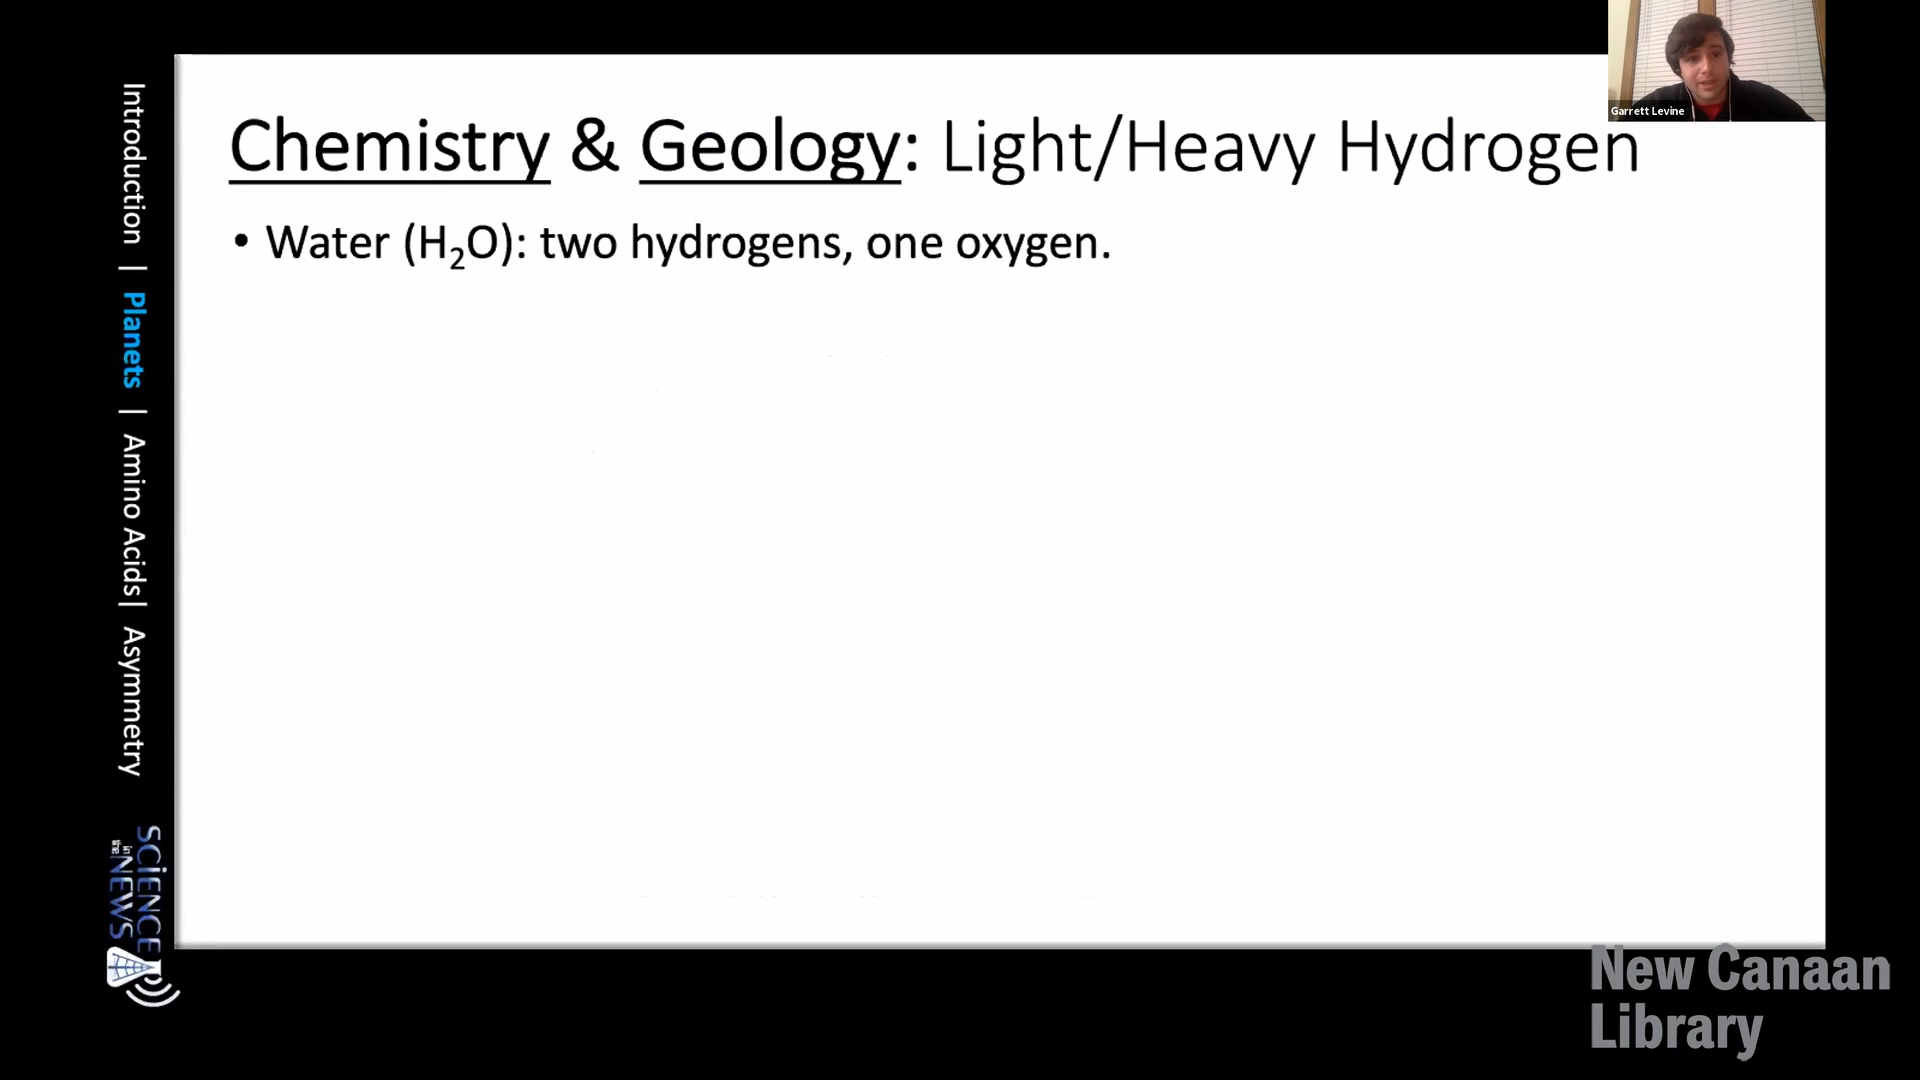 Garrett Levine
Chemistry & Geology: Light/Heavy Hydrogen
• Water (H₂O): two hydrogens, one oxygen.
Introduction | Planets | Amino Acids | Asymmetry
SCIENCE
in the NEWS
New Canaan
Library